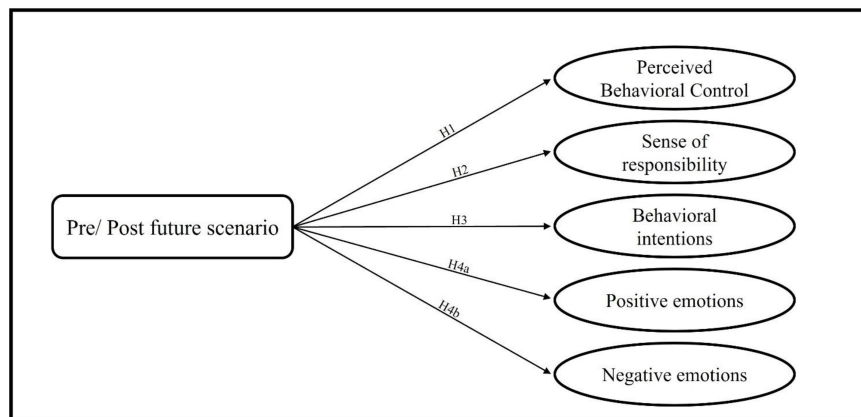 Perceived
Behavioral Control
H1
Sense of
responsibility
H2
Pre/ Post future scenario
H3
Behavioral
intentions
H4a
Positive emotions
H4b
Negative emotions